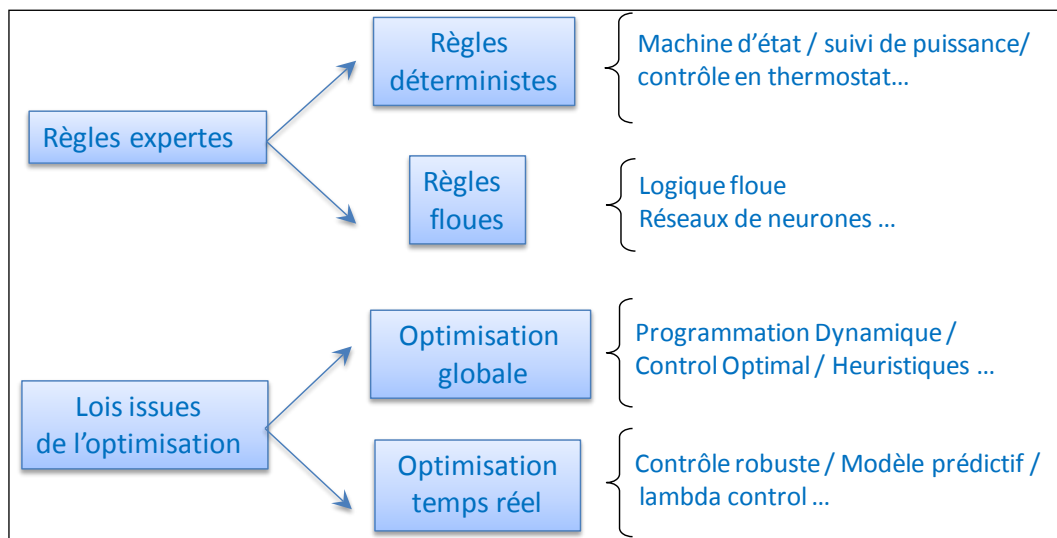 Règles
déterministes
Machine d’état / suivi de puissance/
contrôle en thermostat…
Règles expertes
Règles
floues
Logique floue
Réseaux de neurones …
Optimisation
globale
Programmation Dynamique /
Control Optimal / Heuristiques …
Lois issues
de l’optimisation
Optimisation
temps réel
Contrôle robuste / Modèle prédictif /
lambda control …